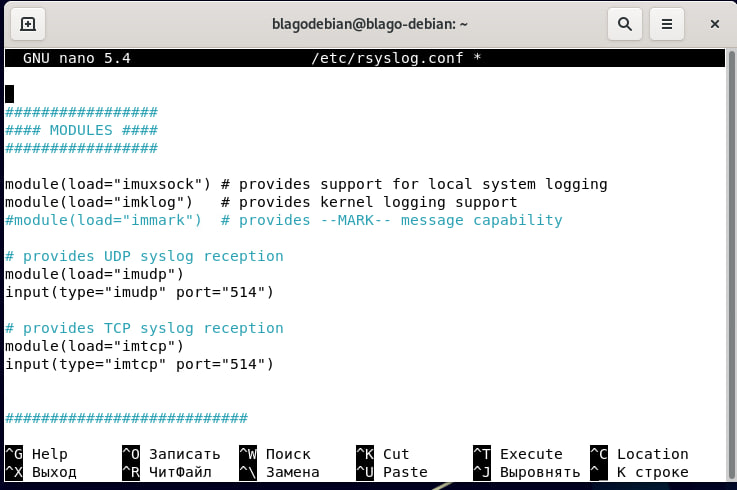 blagodebian@blago-debian: ~
GNU nano 5.4 /etc/rsyslog.conf *
#################
#### MODULES ####
#################
module(load="imuxsock") # provides support for local system logging
module(load="imklog")   # provides kernel logging support
#module(load="immark")  # provides --MARK-- message capability
# provides UDP syslog reception
module(load="imudp")
input(type="imudp" port="514")
# provides TCP syslog reception
module(load="imtcp")
input(type="imtcp" port="514")
###########################
^G Help ^O Записать ^W Поиск ^K Cut ^T Execute ^C Location
^X Выход ^R ЧитФайл ^\ Замена ^U Paste ^J Выровнять ^_ К строке